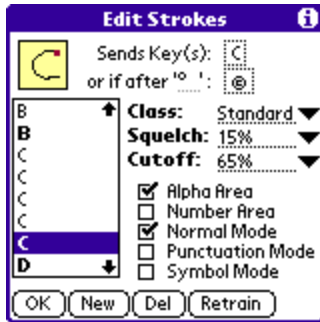 Edit Strokes i
Sends Key(s): C
or if after '° ': ©
B
B
C
C
C
C
C
D
Class: Standard
Squelch: 15%
Cutoff: 65%
Alpha Area
Number Area
Normal Mode
Punctuation Mode
Symbol Mode
OK New Del Retrain